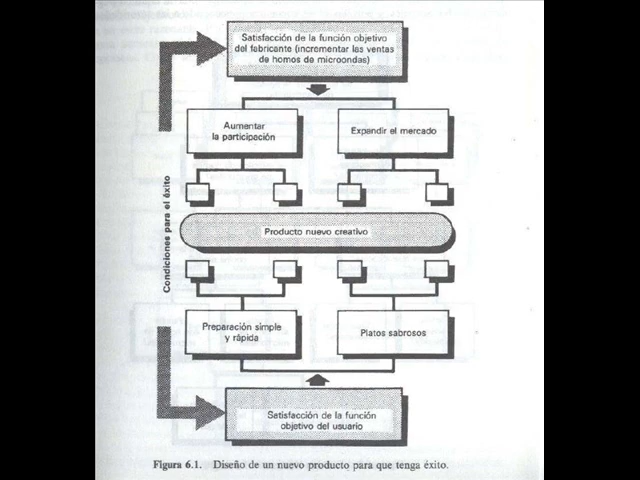 Satisfacción de la función objetivo
del fabricante (incrementar las ventas
de homos de microondas)
Aumentar
la participación
Expandir el mercado
Condiciones para el éxito
Producto nuevo creativo
Preparación simple
y rápida
Platos sabrosos
Satisfacción de la función
objetivo del usuario
Figura 6.1. Diseño de un nuevo producto para que tenga éxito.